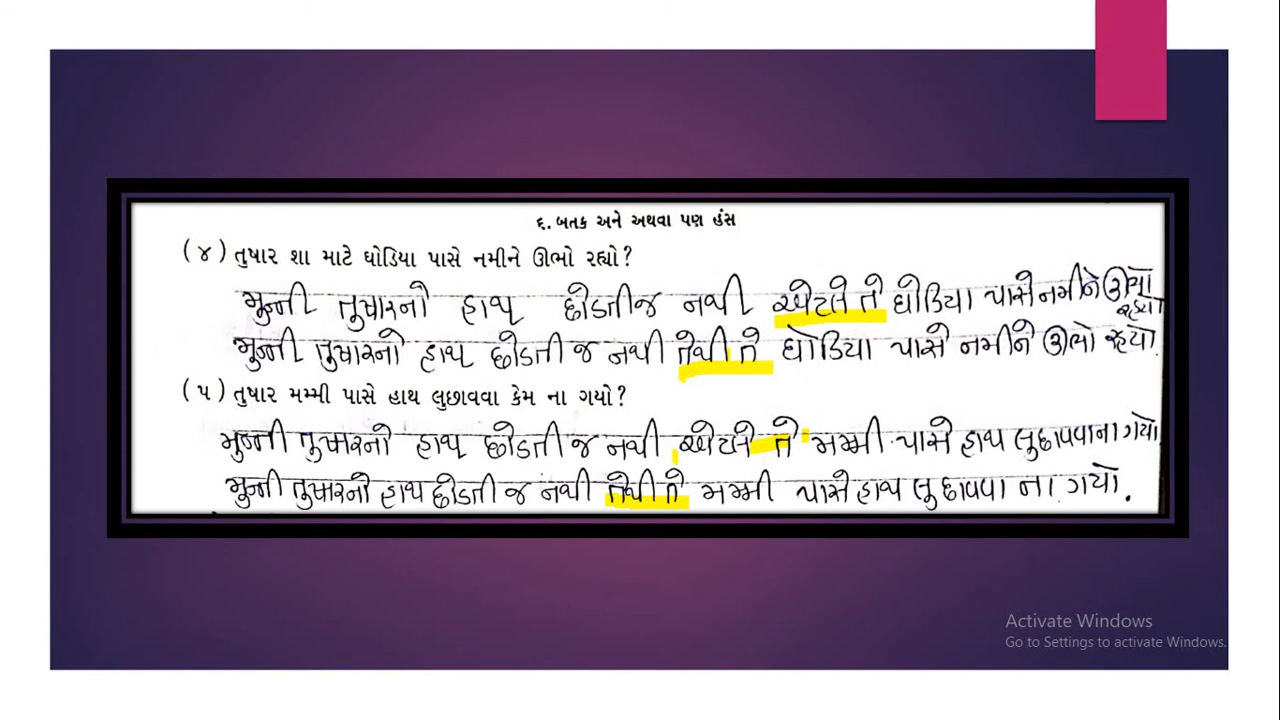 ૬. બતક અને અથવા પણ હંસ
(૪) તુષાર શા માટે ઘોડિયા પાસે નમીને ઊભો રહ્યો?
મુન્ની તુષારનો હાથ છોડતી જ નથી એટલે તે ઘોડિયા પાસે નમીને ઊભો
રહ્યો
મુન્ની તુષારનો હાથ છોડતી જ નથી તેથી તે ઘોડિયા પાસે નમીને ઊભો રહ્યો.
(૫) તુષાર મમ્મી પાસે હાથ લુછાવવા કેમ ના ગયો?
મુન્ની તુષારનો હાથ છોડતી જ નથી એટલે તે મમ્મી પાસે હાથ લુછાવવા ના ગયો.
મુન્ની તુષારનો હાથ છોડતી જ નથી તેથી તે મમ્મી પાસે હાથ લુછાવવા ના ગયો.
Activate Windows
Go to Settings to activate Windows.